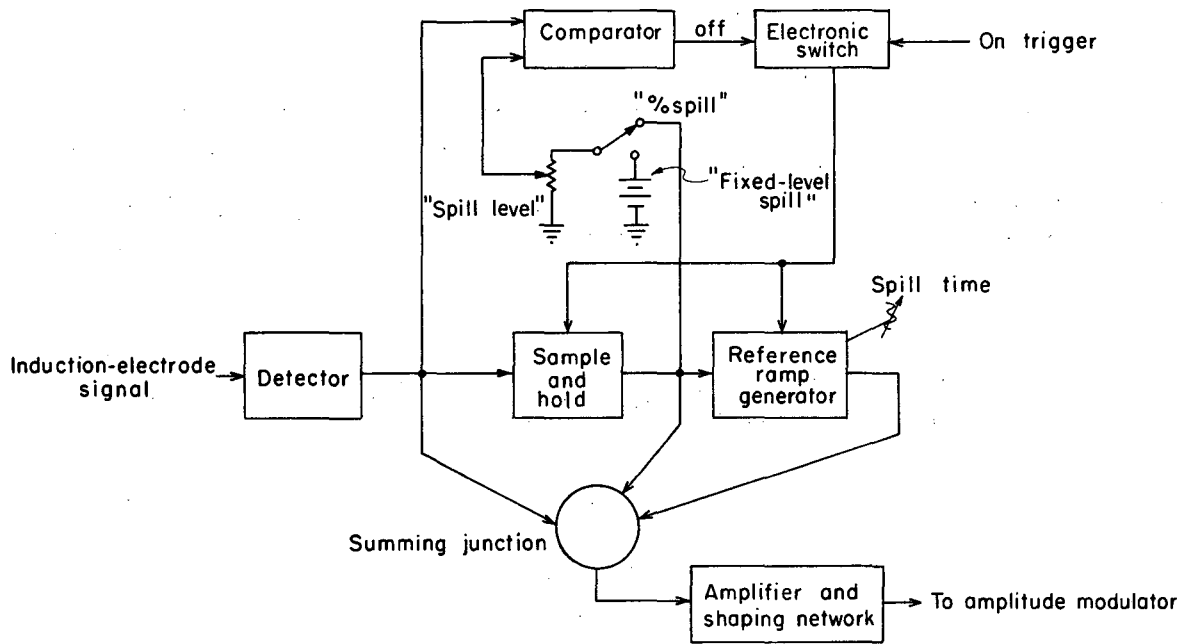 Comparator
off
Electronic
switch
On trigger
"%spill"
"Fixed-level
spill"
"Spill level"
Spill time
Induction-electrode
signal
Detector
Sample
and
hold
Reference
ramp
generator
Summing junction
Amplifier and
shaping network
To amplitude modulator